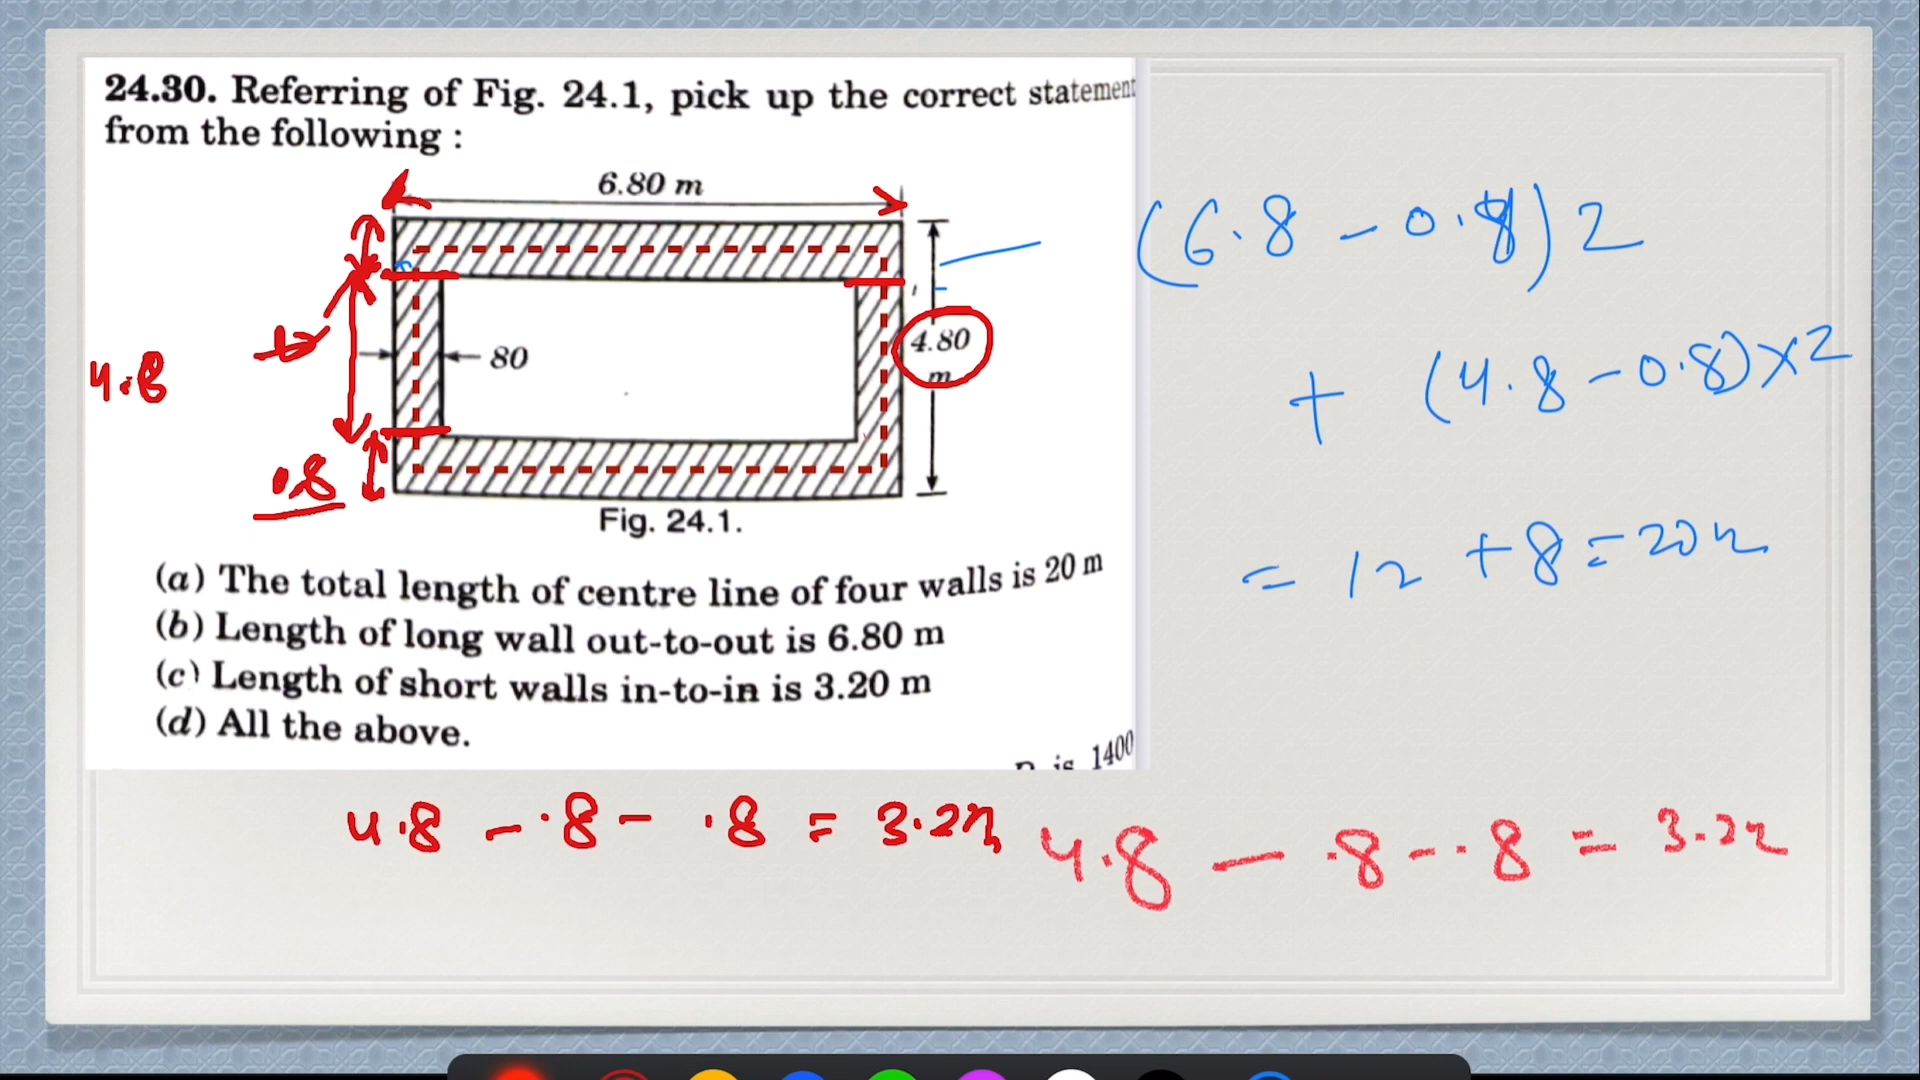 24.30. Referring of Fig. 24.1, pick up the correct statement
from the following :
6.80 m
(6.8 - 0.8) 2
4.80
m
80
4.8
+ (4.8 - 0.8) x 2
0.8
Fig. 24.1.
= 12 + 8 = 20m
(a) The total length of centre line of four walls is 20 m
(b) Length of long wall out-to-out is 6.80 m
(c) Length of short walls in-to-in is 3.20 m
(d) All the above.
is 1400
4.8 - .8 - .8 = 3.2m
4.8 - .8 - .8 = 3.2m